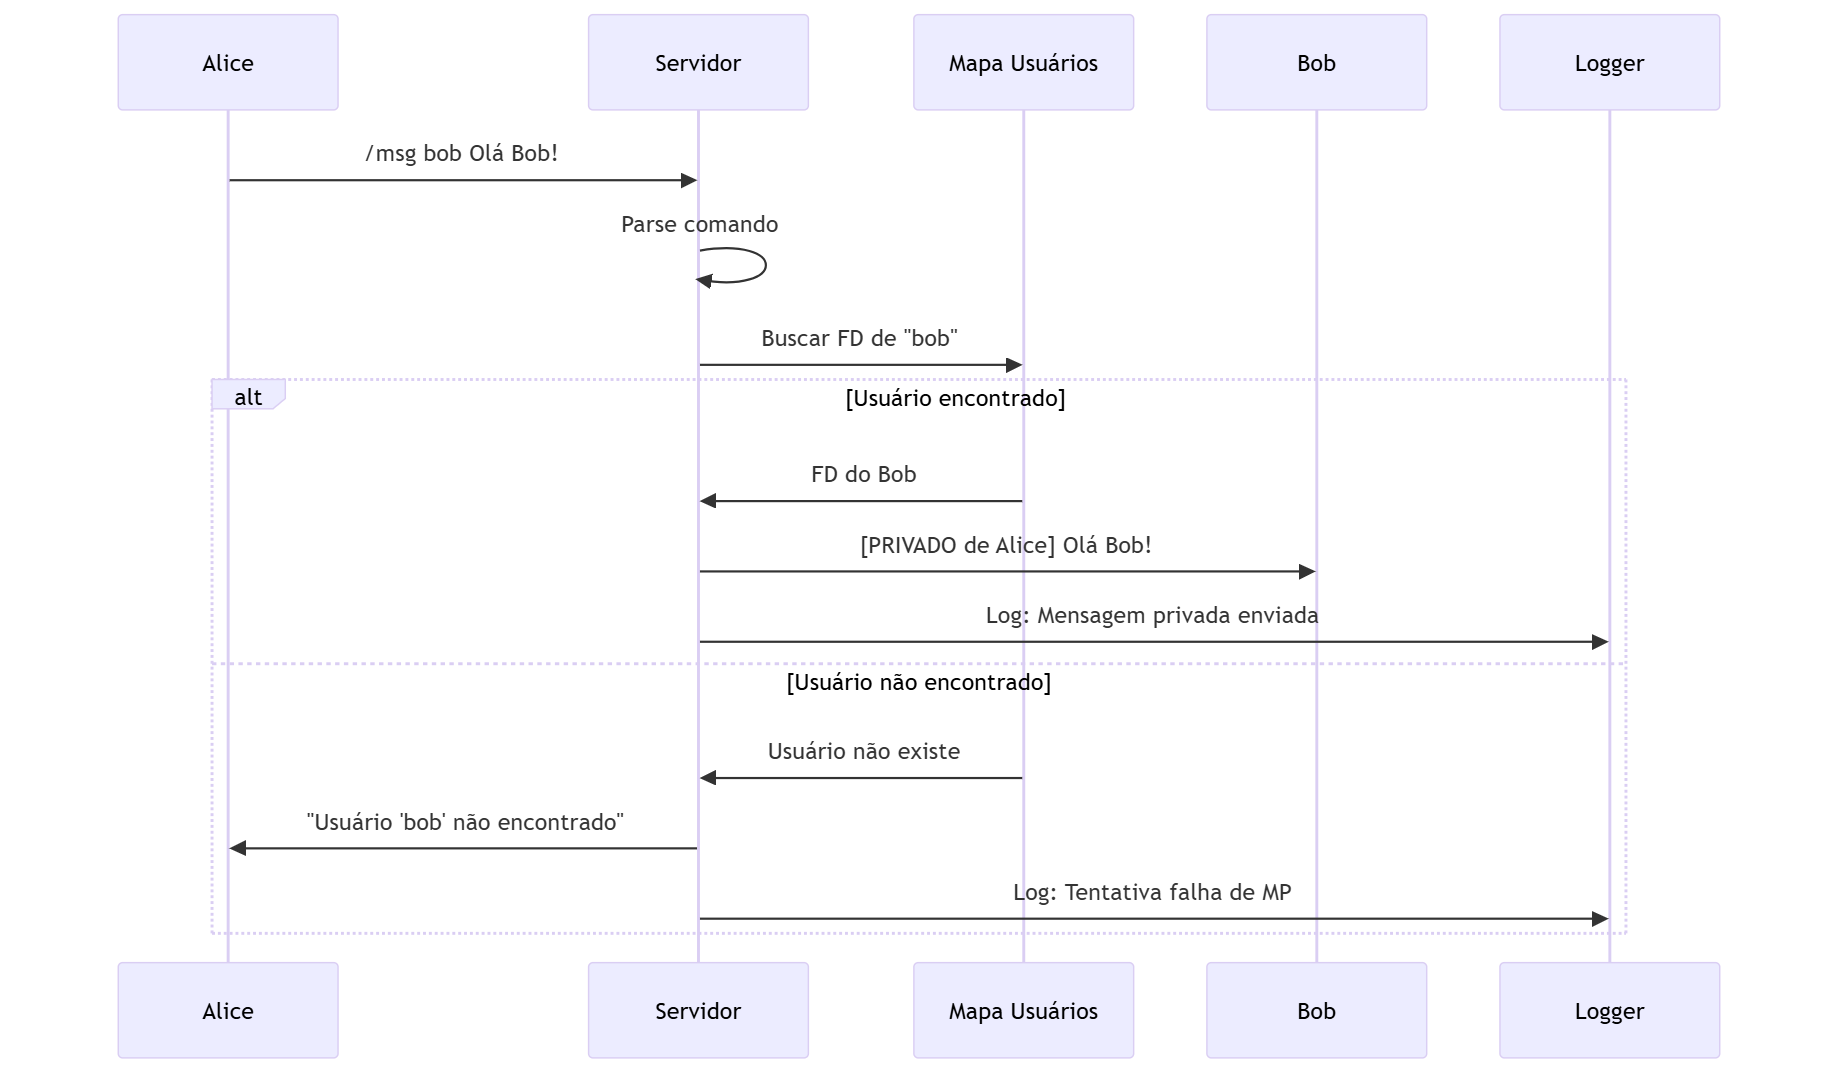 Alice
Servidor
Mapa Usuários
Bob
Logger
/msg bob Olá Bob!
Parse comando
Buscar FD de "bob"
alt
[Usuário encontrado]
FD do Bob
[PRIVADO de Alice] Olá Bob!
Log: Mensagem privada enviada
[Usuário não encontrado]
Usuário não existe
"Usuário 'bob' não encontrado"
Log: Tentativa falha de MP
Alice
Servidor
Mapa Usuários
Bob
Logger